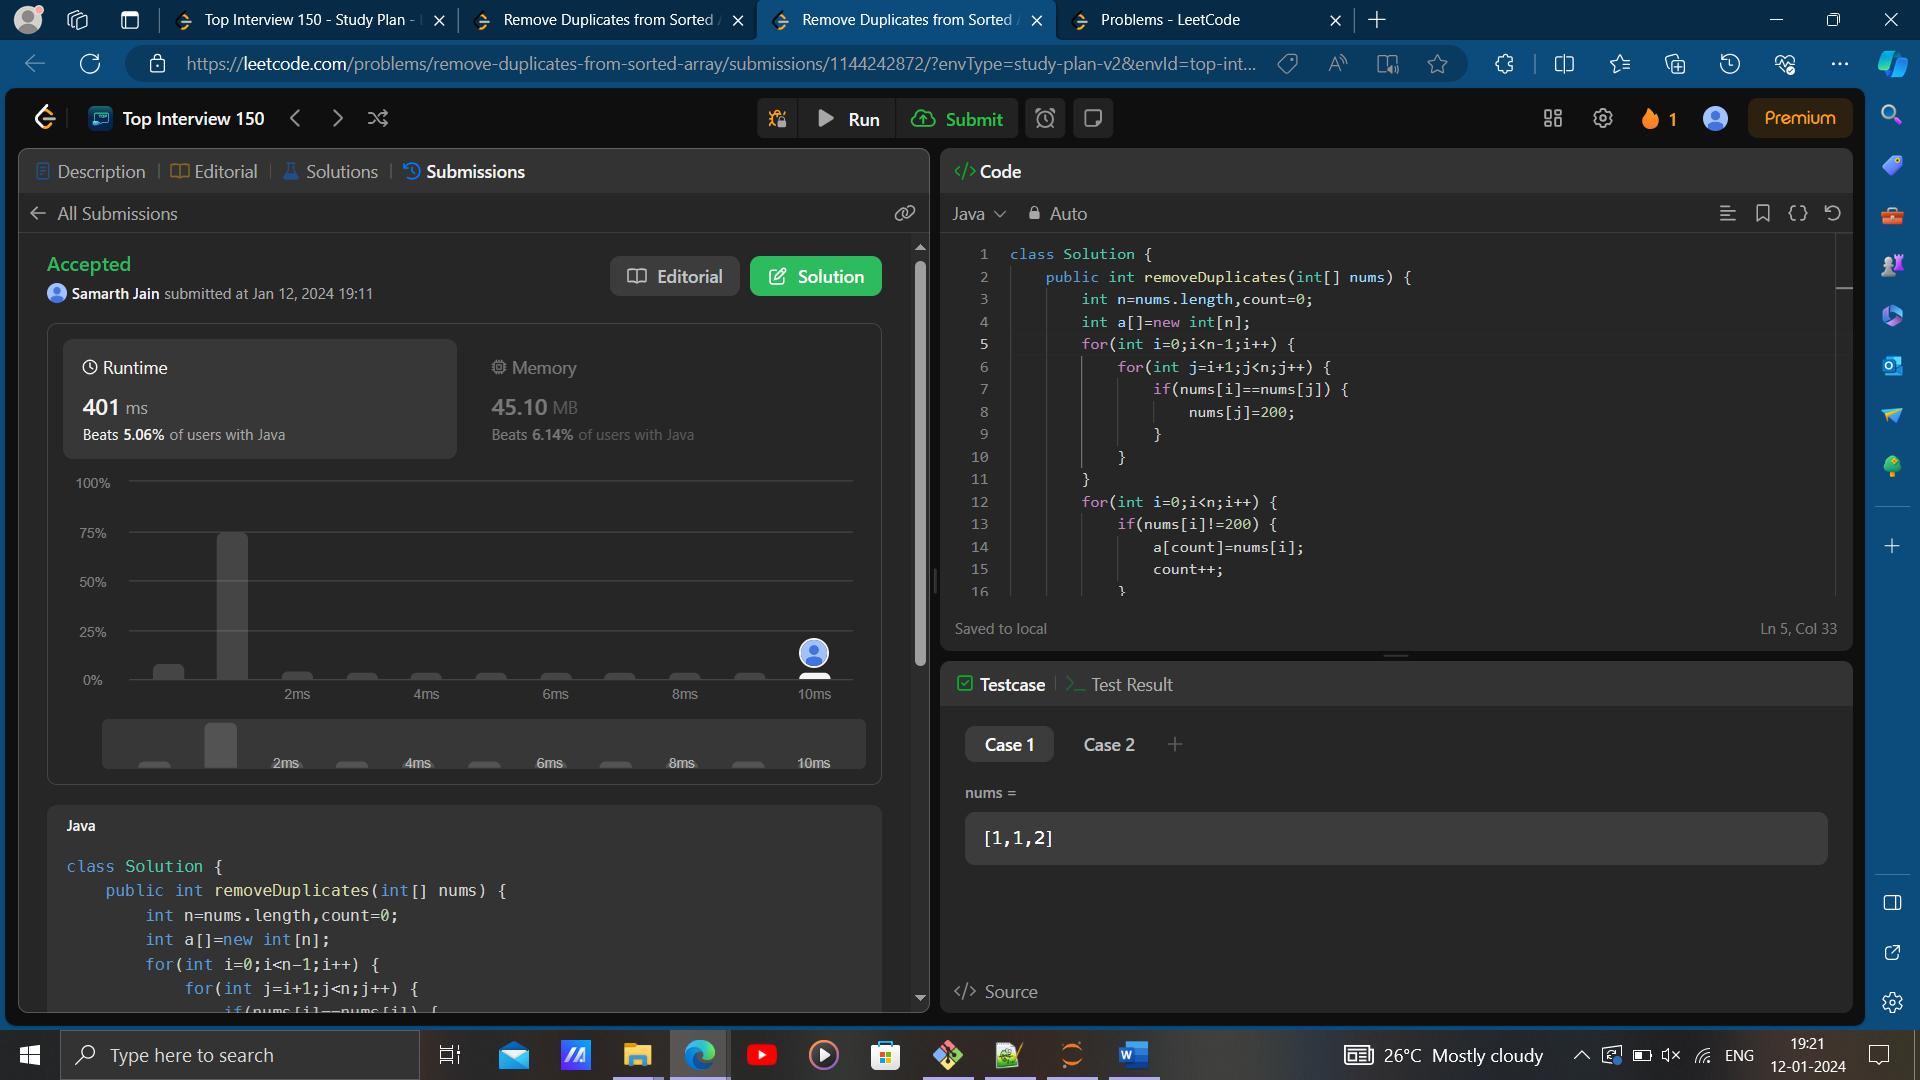 Top Interview 150 - Study Plan -
Remove Duplicates from Sorted
Remove Duplicates from Sorted
Problems - LeetCode
https://leetcode.com/problems/remove-duplicates-from-sorted-array/submissions/1144242872/?envType=study-plan-v2&envId=top-int...
Top Interview 150
Run
Submit
1
Premium
Description
Editorial
Solutions
Submissions
All Submissions
Accepted
Samarth Jain submitted at Jan 12, 2024 19:11
Editorial
Solution
Runtime
401 ms
Beats 5.06% of users with Java
Memory
45.10 MB
Beats 6.14% of users with Java
100%
75%
50%
25%
0%
2ms
4ms
6ms
8ms
10ms
2ms
4ms
6ms
8ms
10ms
Java
class Solution {
public int removeDuplicates(int[] nums) {
int n=nums.length,count=0;
int a[]=new int[n];
for(int i=0;i<n-1;i++) {
for(int j=i+1;j<n;j++) {
if(nums[i]==nums[j]) {
</> Code
Java
Auto
1 class Solution {
2 public int removeDuplicates(int[] nums) {
3 int n=nums.length,count=0;
4 int a[]=new int[n];
5 for(int i=0;i<n-1;i++) {
6 for(int j=i+1;j<n;j++) {
7 if(nums[i]==nums[j]) {
8 nums[j]=200;
9 }
10 }
11 }
12 for(int i=0;i<n;i++) {
13 if(nums[i]!=200) {
14 a[count]=nums[i];
15 count++;
16 }
Saved to local
Ln 5, Col 33
Testcase
>_ Test Result
Case 1
Case 2
nums =
[1,1,2]
</> Source
Type here to search
26°C Mostly cloudy
ENG
19:21
12-01-2024